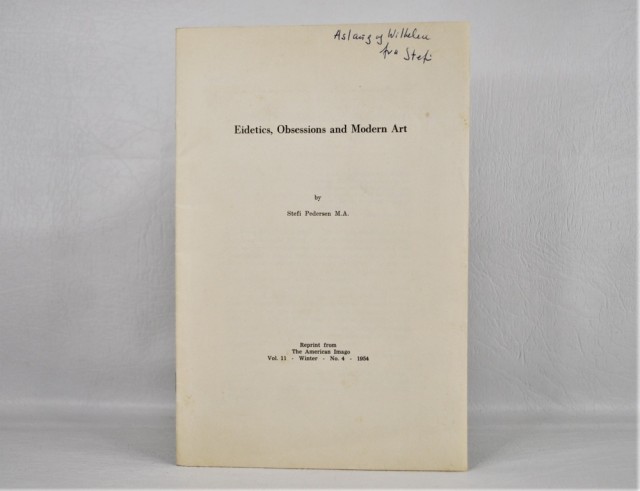 Aslaug og Wilhelm
fra Stefi
Eidetics, Obsessions and Modern Art
by
Stefi Pedersen M.A.
Reprint from
The American Imago
Vol. 11 - Winter - No. 4 - 1954